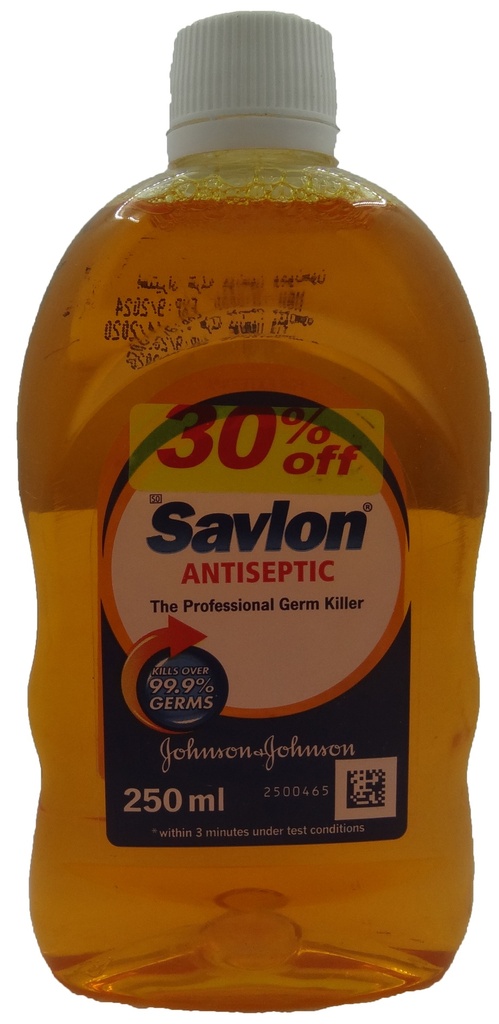 30% off
SD
Savlon®
ANTISEPTIC
The Professional Germ Killer
KILLS OVER
99.9%
GERMS*
Johnson & Johnson
250 ml
2500465
*within 3 minutes under test conditions